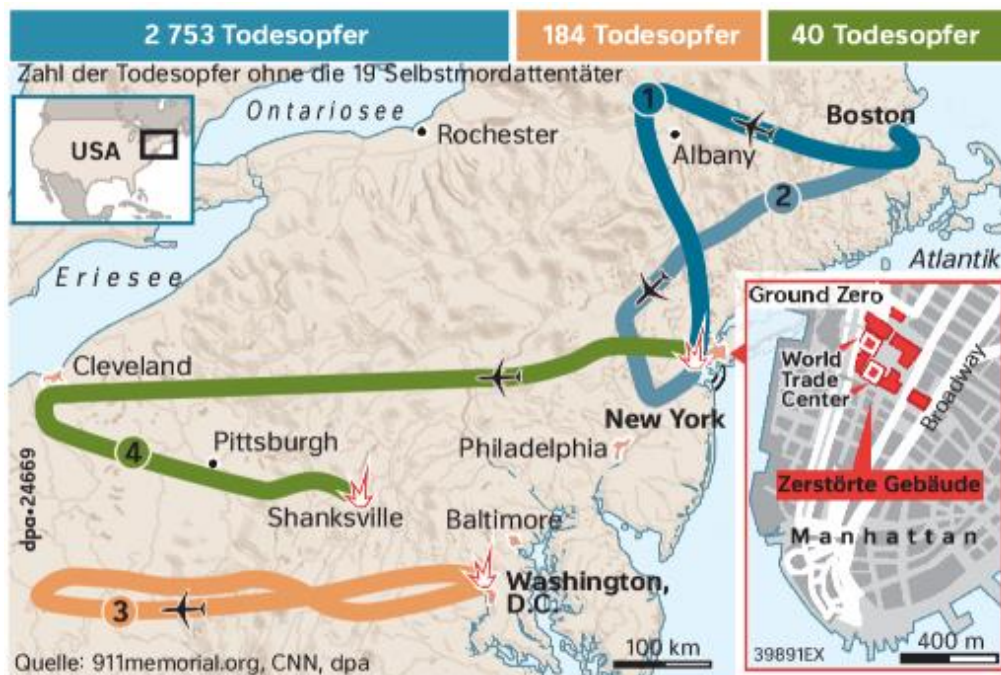 2 753 Todesopfer
184 Todesopfer
40 Todesopfer
Zahl der Todesopfer ohne die 19 Selbstmordattentäter
USA
Ontariosee
Rochester
1
Albany
Boston
2
Eriesee
Atlantik
Cleveland
New York
4
Pittsburgh
Philadelphia
Shanksville
Baltimore
Washington,
D.C.
3
Ground Zero
World
Trade
Center
Broadway
Zerstörte Gebäude
Manhattan
dpa•24669
Quelle: 911memorial.org, CNN, dpa
100 km
39891EX
400 m